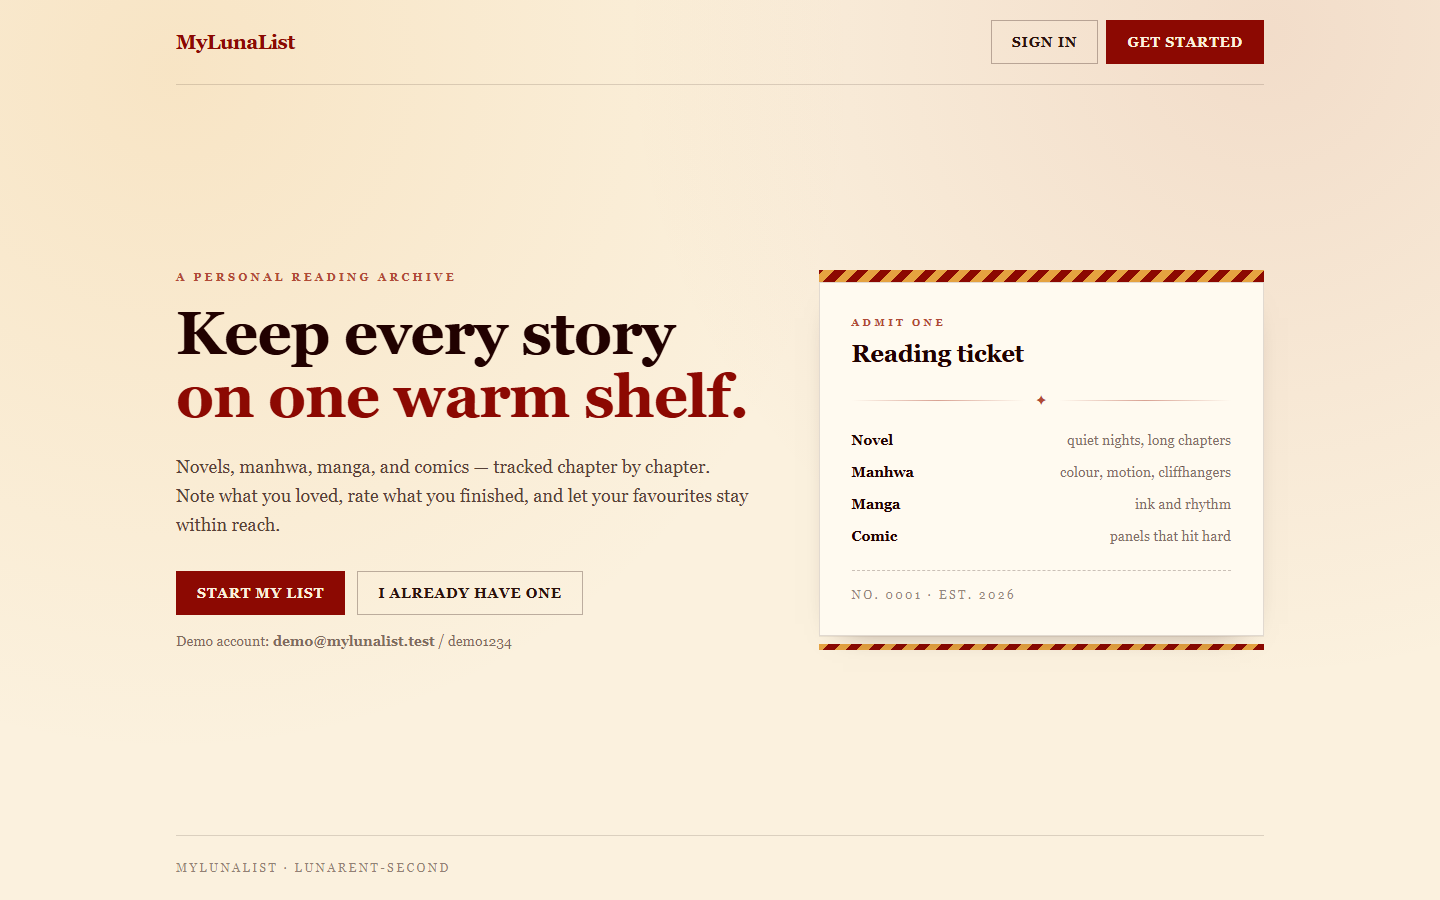 MyLunaList
SIGN IN
GET STARTED
A PERSONAL READING ARCHIVE
Keep every story
on one warm shelf.
Novels, manhwa, manga, and comics — tracked chapter by chapter.
Note what you loved, rate what you finished, and let your favourites stay
within reach.
START MY LIST
I ALREADY HAVE ONE
Demo account: demo@mylunalist.test / demo1234
ADMIT ONE
Reading ticket
Novel quiet nights, long chapters
Manhwa colour, motion, cliffhangers
Manga ink and rhythm
Comic panels that hit hard
NO. 0001 · EST. 2026
MYLUNALIST · LUNARENT-SECOND